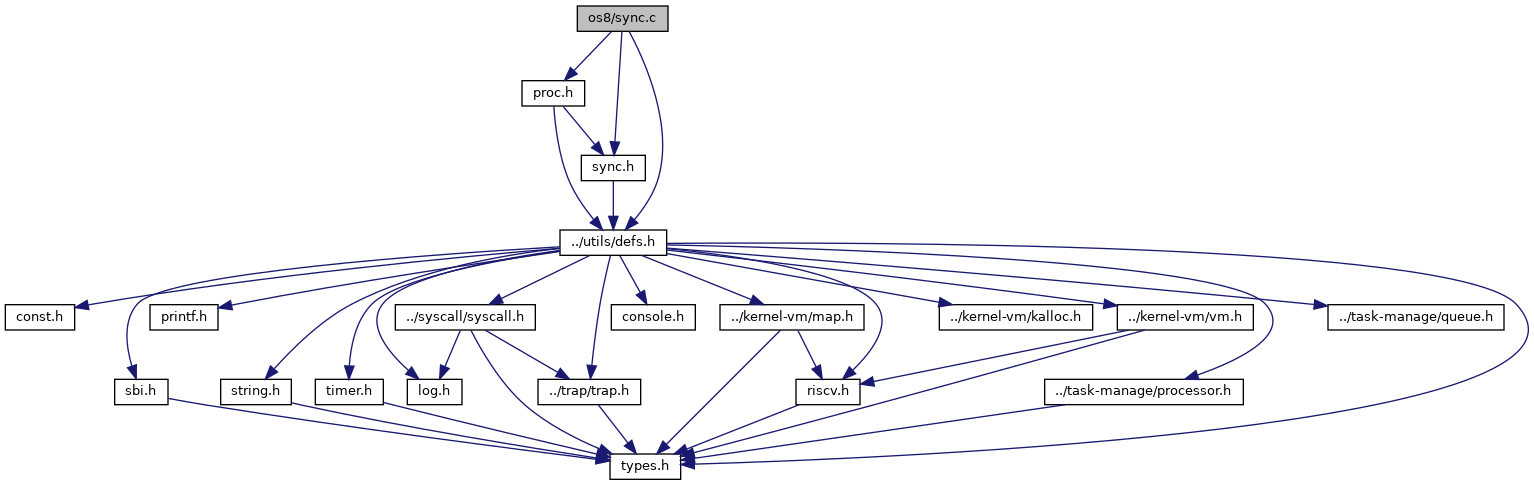 os8/sync.c
proc.h
sync.h
../utils/defs.h
const.h
printf.h
../syscall/syscall.h
console.h
../kernel-vm/map.h
../kernel-vm/kalloc.h
../kernel-vm/vm.h
../task-manage/queue.h
sbi.h
string.h
timer.h
log.h
../trap/trap.h
riscv.h
../task-manage/processor.h
types.h